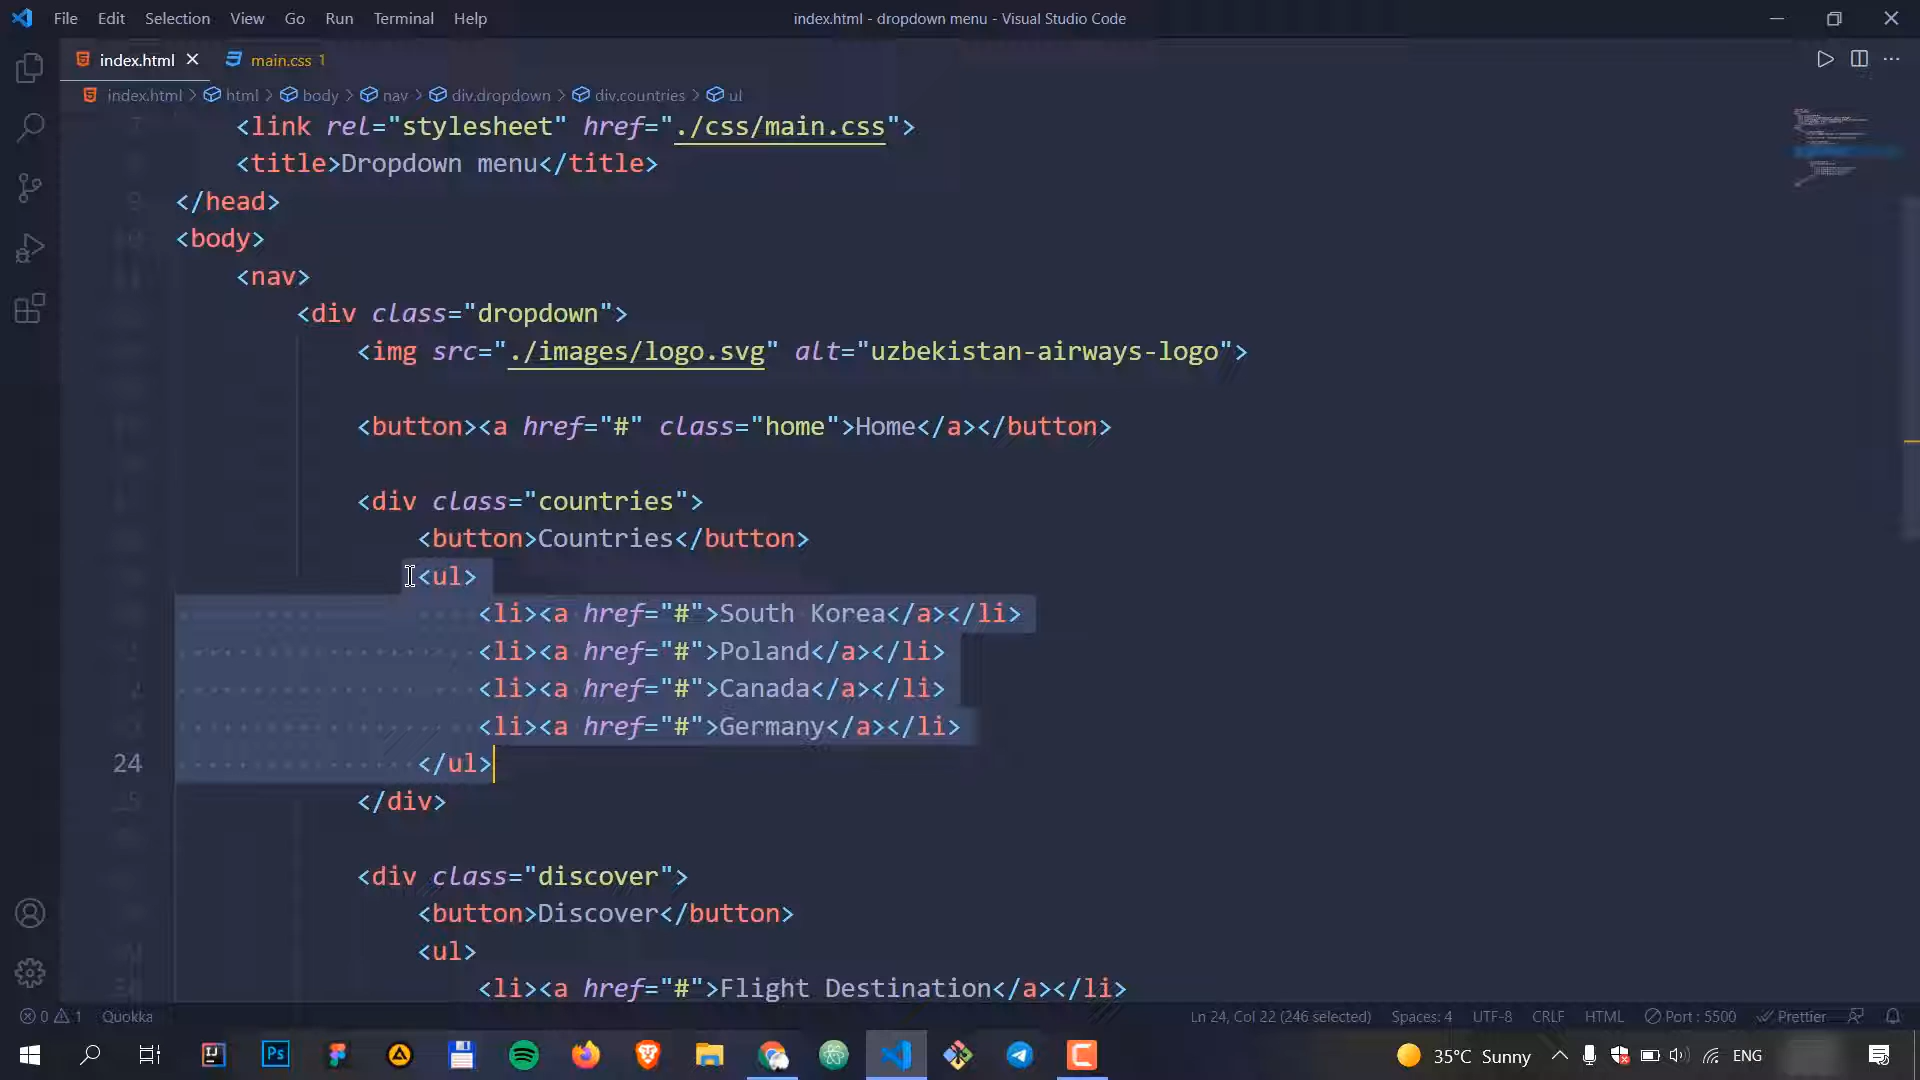 File Edit Selection View Go Run Terminal Help
index.html - dropdown menu - Visual Studio Code
index.html
main.css 1
index.html > html > body > nav > div.dropdown > div.countries > ul
<link rel="stylesheet" href="./css/main.css">
<title>Dropdown menu</title>
</head>
<body>
<nav>
<div class="dropdown">
<img src="./images/logo.svg" alt="uzbekistan-airways-logo">
<button><a href="#" class="home">Home</a></button>
<div class="countries">
<button>Countries</button>
<ul>
<li><a href="#">South Korea</a></li>
<li><a href="#">Poland</a></li>
<li><a href="#">Canada</a></li>
<li><a href="#">Germany</a></li>
24 </ul>
</div>
<div class="discover">
<button>Discover</button>
<ul>
<li><a href="#">Flight Destination</a></li>
0 1 Quokka
Ln 24, Col 22 (246 selected) Spaces: 4 UTF-8 CRLF HTML Port : 5500 Prettier
35°C Sunny ENG